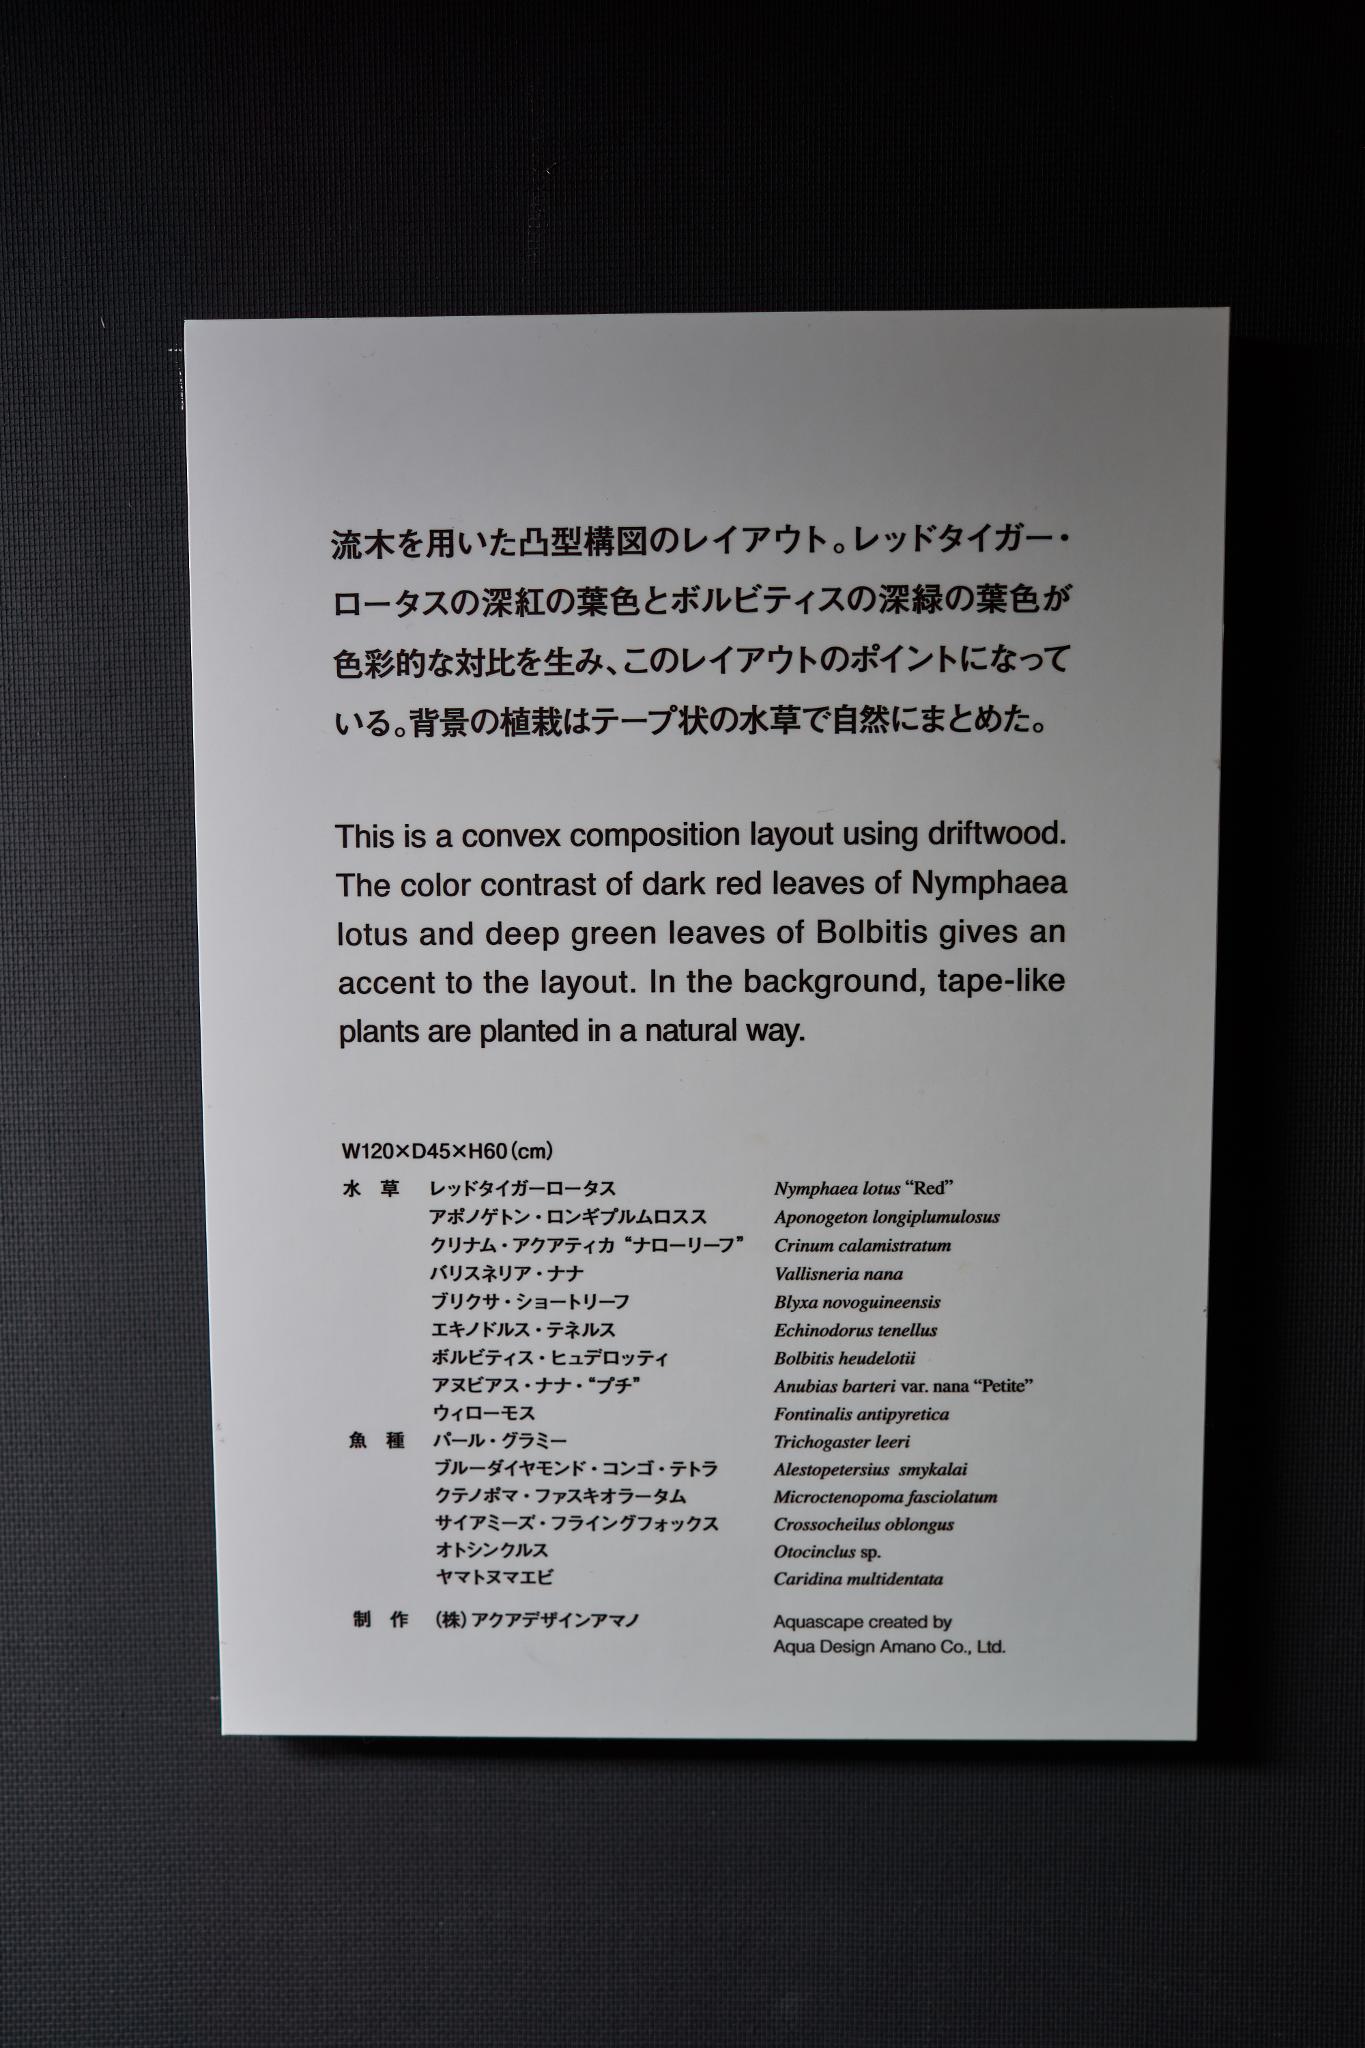 流木を用いた凸型構図のレイアウト。レッドタイガー・
ロータスの深紅の葉色とボルビティスの深緑の葉色が
色彩的な対比を生み、このレイアウトのポイントになって
いる。背景の植栽はテープ状の水草で自然にまとめた。
This is a convex composition layout using driftwood.
The color contrast of dark red leaves of Nymphaea
lotus and deep green leaves of Bolbitis gives an
accent to the layout. In the background, tape-like
plants are planted in a natural way.
W120×D45×H60(cm)
水 草 レッドタイガーロータス Nymphaea lotus “Red”
アポノゲトン・ロンギプルムロスス Aponogeton longiplumulosus
クリナム・アクアティカ “ナローリーフ” Crinum calamistratum
バリスネリア・ナナ Vallisneria nana
ブリクサ・ショートリーフ Blyxa novoguineensis
エキノドルス・テネルス Echinodorus tenellus
ボルビティス・ヒュデロッティ Bolbitis heudelotii
アヌビアス・ナナ・“プチ” Anubias barteri var. nana “Petite”
ウィローモス Fontinalis antipyretica
魚 種 パール・グラミー Trichogaster leeri
ブルーダイヤモンド・コンゴ・テトラ Alestopetersius smykalai
クテノポマ・ファスキオラータム Microctenopoma fasciolatum
サイアミーズ・フライングフォックス Crossocheilus oblongus
オトシンクルス Otocinclus sp.
ヤマトヌマエビ Caridina multidentata
制 作 (株)アクアデザインアマノ Aquascape created by
Aqua Design Amano Co., Ltd.